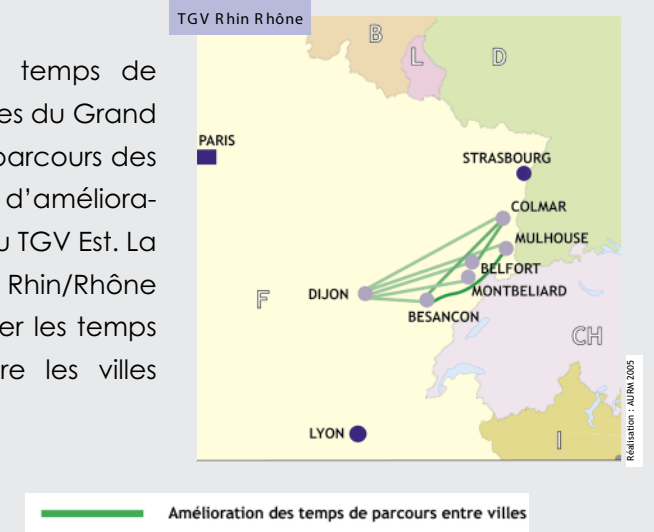 TGV Rhin Rhône
temps de
es du Grand
parcours des
d’améliora-
u TGV Est. La
Rhin/Rhône
er les temps
re les villes
B
L
D
PARIS
STRASBOURG
COLMAR
MULHOUSE
BELFORT
MONTBELIARD
DIJON
BESANCON
F
CH
LYON
I
Réalisation : AURM 2005
Amélioration des temps de parcours entre villes